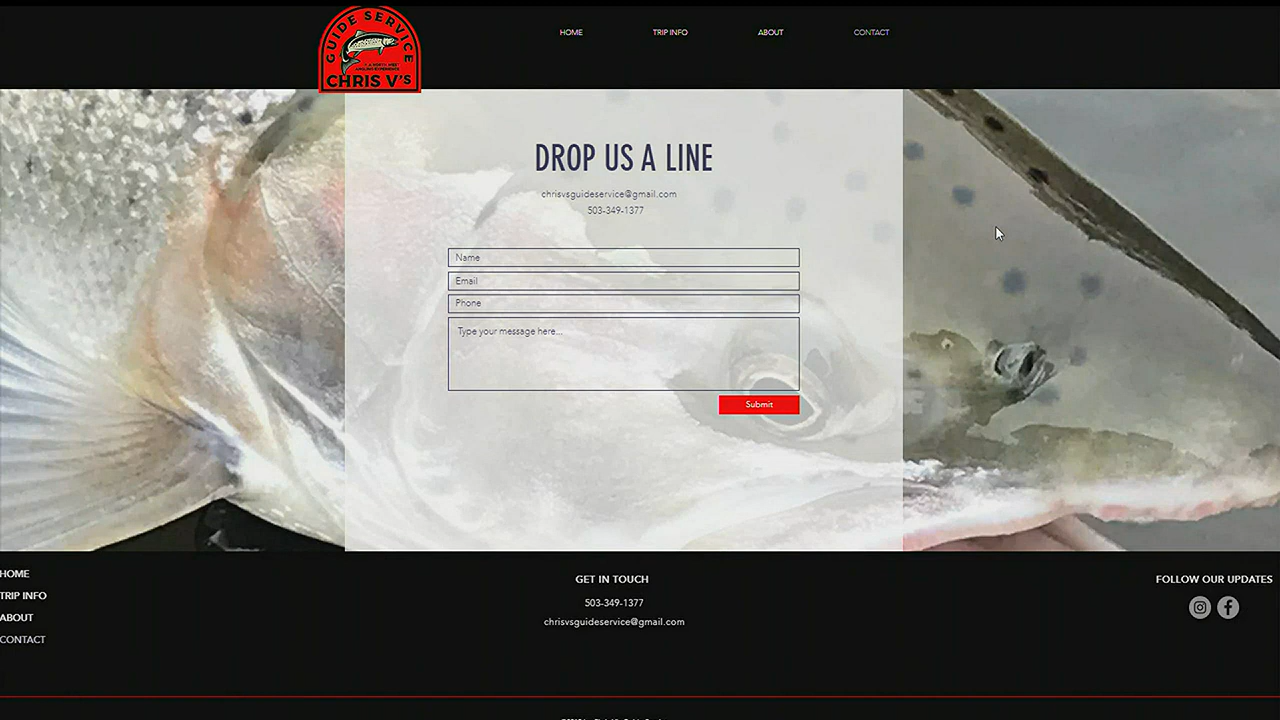 GUIDE SERVICE
CHRIS V'S
HOME
TRIP INFO
ABOUT
CONTACT
DROP US A LINE
chrisvsguideservice@gmail.com
503-349-1377
Name
Email
Phone
Type your message here...
Submit
HOME
TRIP INFO
ABOUT
CONTACT
GET IN TOUCH
503-349-1377
chrisvsguideservice@gmail.com
FOLLOW OUR UPDATES